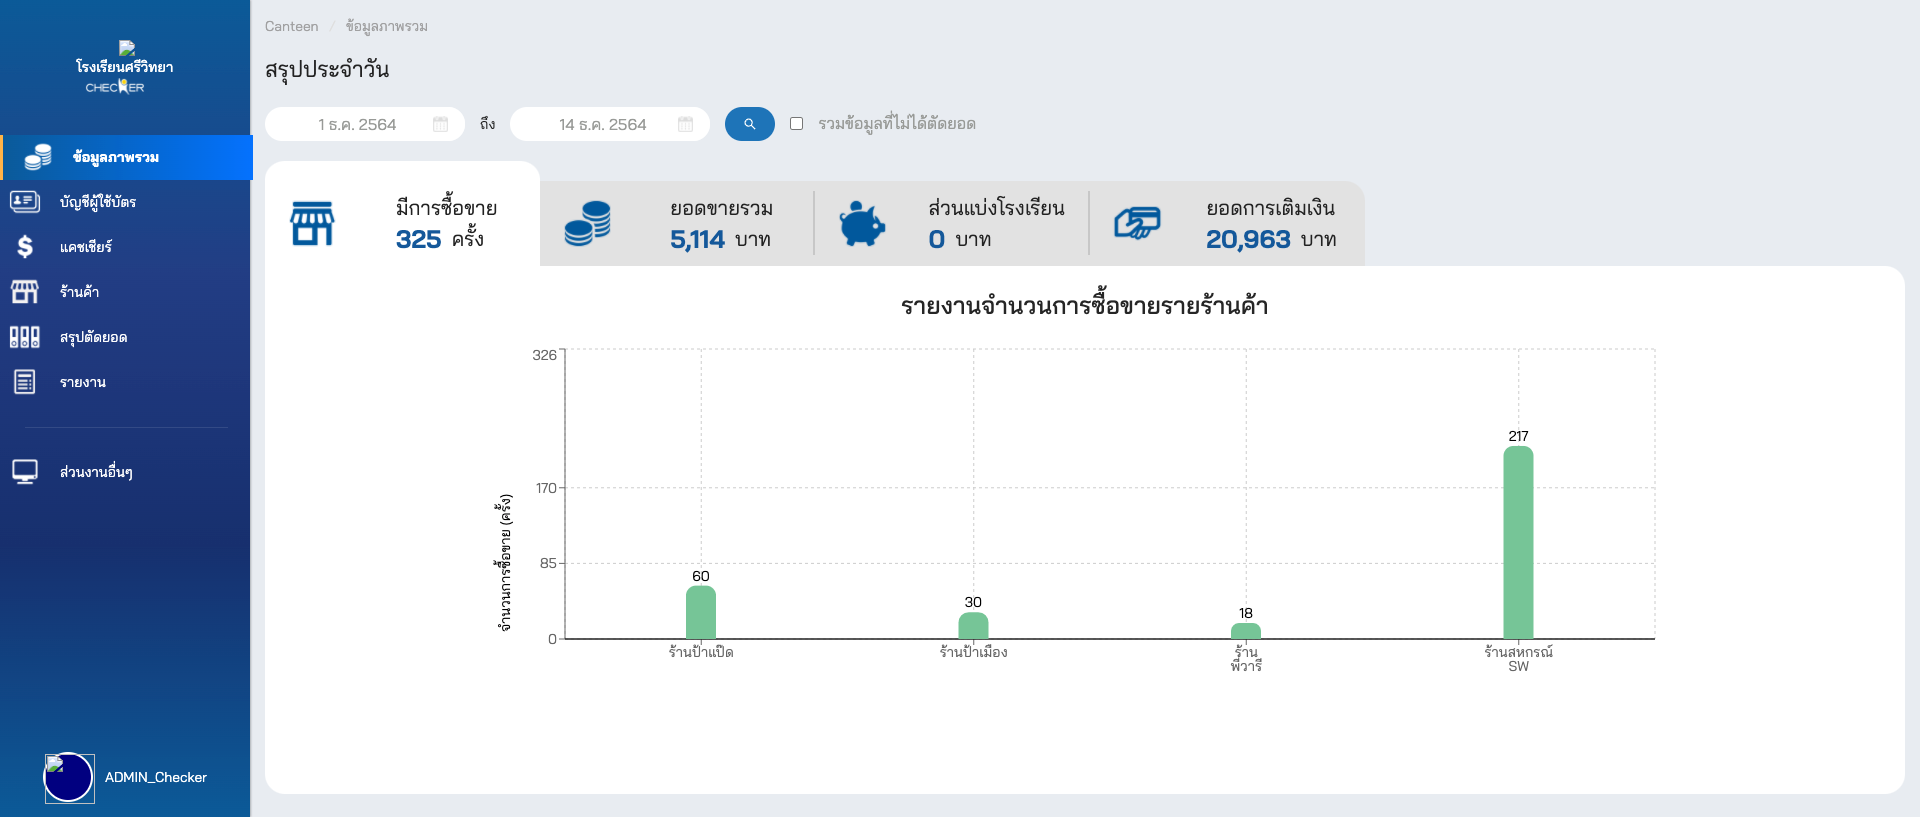 โรงเรียนศรีวิทยา
CHECKER
ข้อมูลภาพรวม
บัญชีผู้ใช้บัตร
แคชเชียร์
ร้านค้า
สรุปตัดยอด
รายงาน
ส่วนงานอื่นๆ
ADMIN_Checker
Canteen / ข้อมูลภาพรวม
สรุปประจำวัน
1 ธ.ค. 2564 ถึง 14 ธ.ค. 2564 รวมข้อมูลที่ไม่ได้ตัดยอด
มีการซื้อขาย
325 ครั้ง
ยอดขายรวม
5,114 บาท
ส่วนแบ่งโรงเรียน
0 บาท
ยอดการเติมเงิน
20,963 บาท
รายงานจำนวนการซื้อขายรายร้านค้า
จำนวนการซื้อขาย (ครั้ง)
326
170
85
0
60
30
18
217
ร้านป้าแป๊ด
ร้านป้าเมือง
ร้าน
พี่วารี
ร้านสหกรณ์
SW